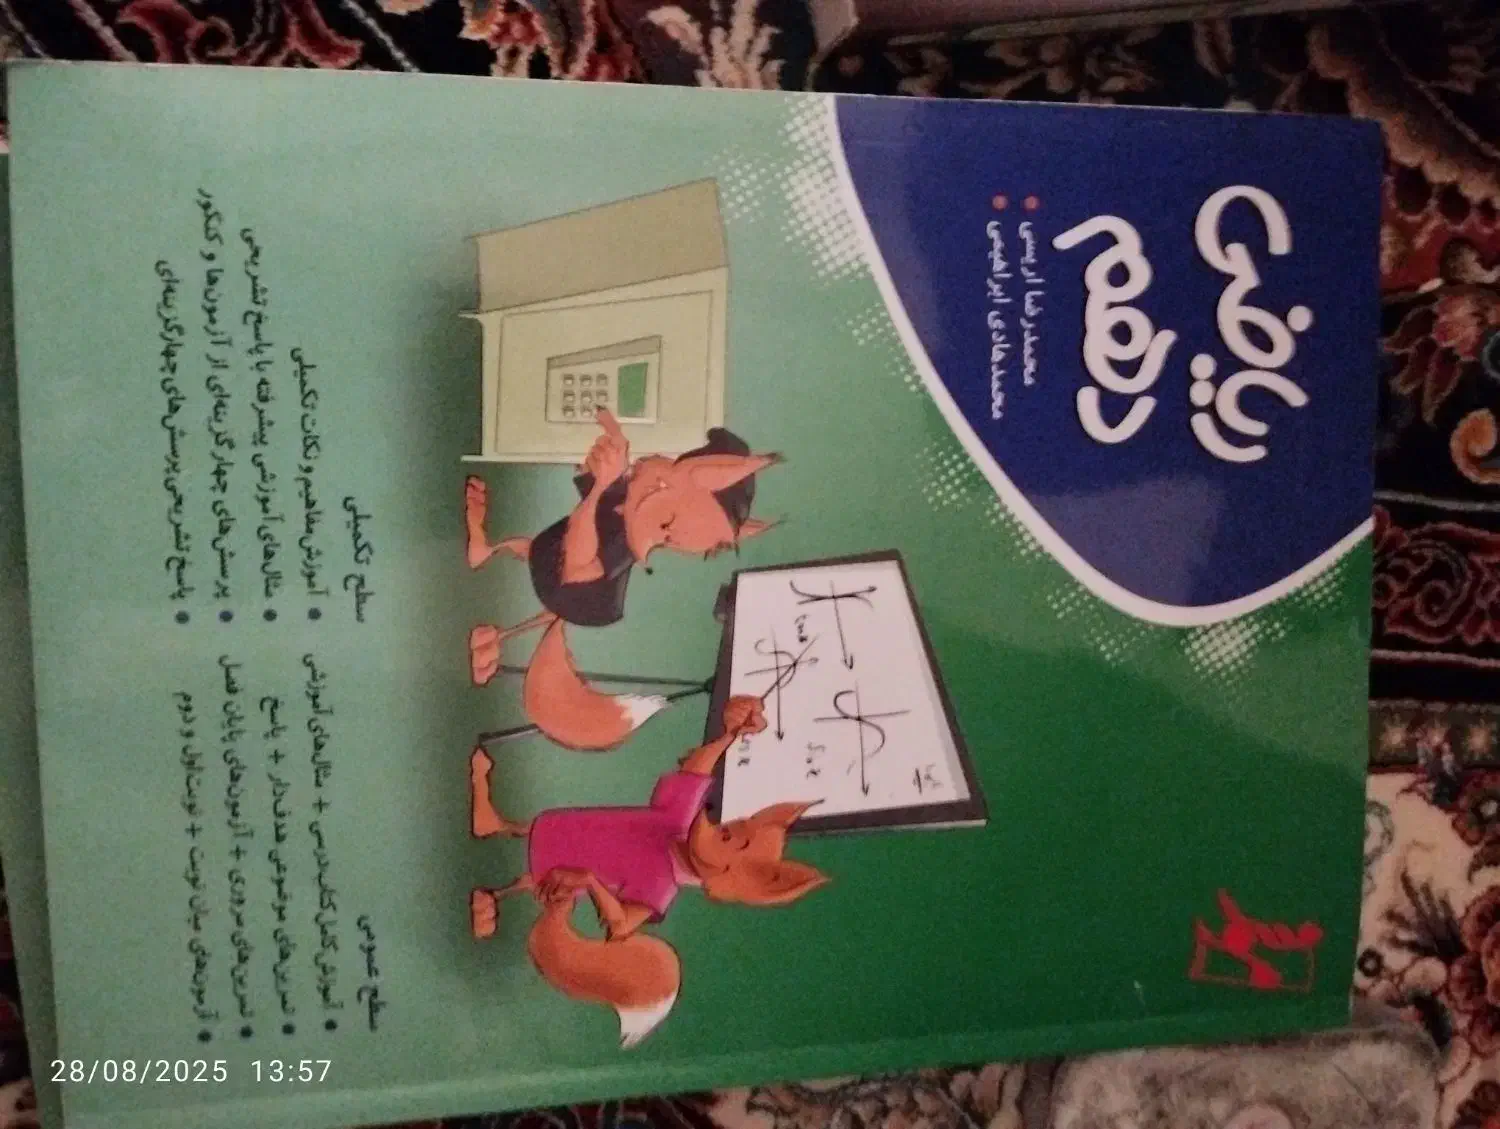 ریاضی
دهم
• محمدرضا اریسی
• محمدهادی ابراهیمی
سطح عمومی
• آموزش کامل کتاب درسی + مثال‌های آموزشی
• تمرین‌های موضوعی هدف‌دار + پاسخ
• تمرین‌های مروری + آزمون‌های پایان فصل
• آزمون‌های میان نوبت + نوبت اول و دوم
سطح تکمیلی
• آموزش مفاهیم و نکات تکمیلی
• مثال‌های آموزشی پیشرفته با پاسخ تشریحی
• پرسش‌های چهارگزینه‌ای از آزمون‌ها و کنکور
• پاسخ تشریحی پرسش‌های چهارگزینه‌ای
28/08/2025 13:57